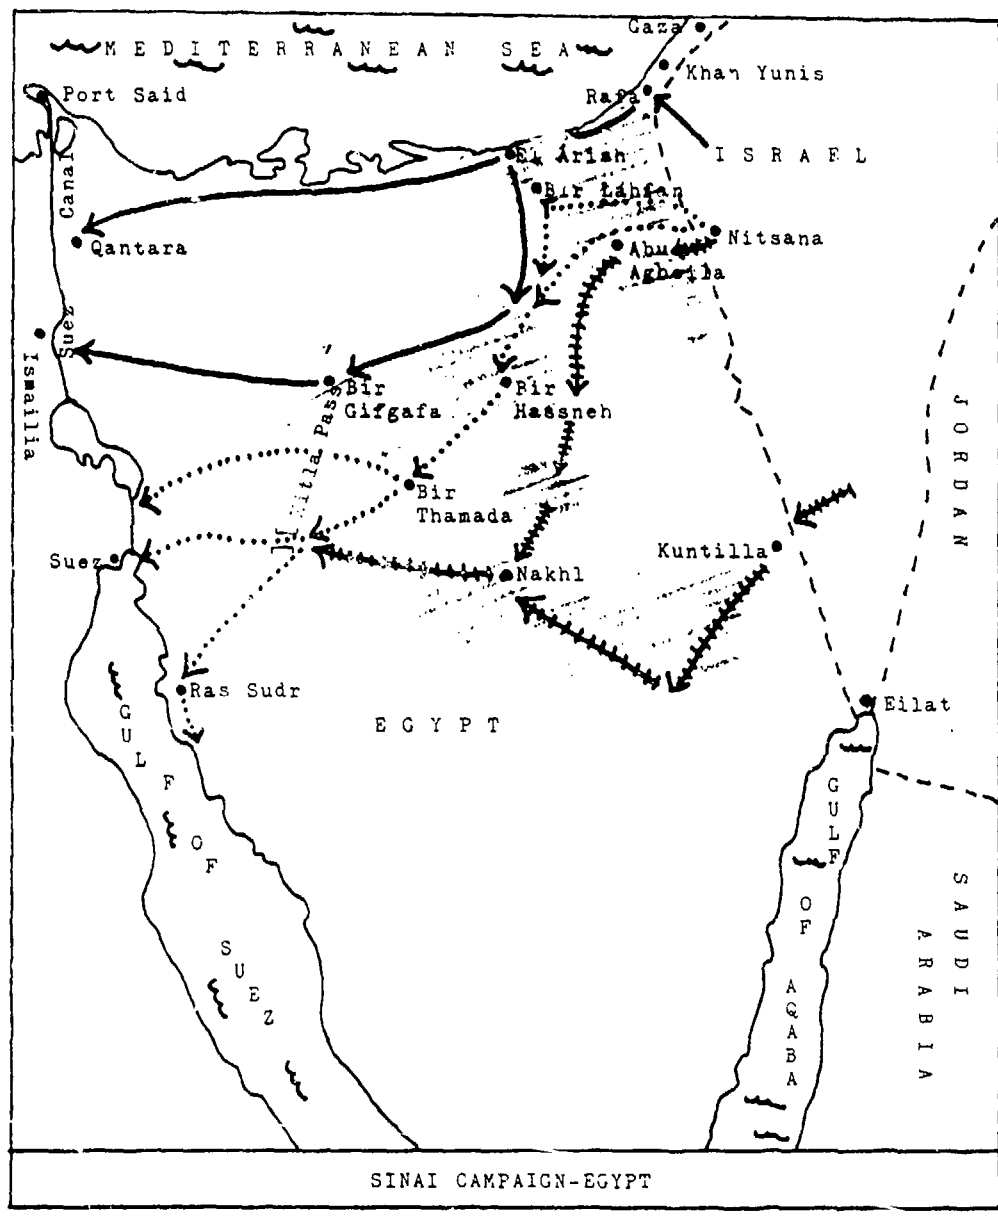 Gaza
MEDITERRANEAN SEA
Khan Yunis
Rafa
Port Said
El Arish
ISRAEL
Bir Lahfan
Canal
Suez
Qantara
Abu
Agheila
Nitsana
Ismailia
Bir
Gifgafa
Bir
Hassneh
Mitla Pass
JORDAN
Bir
Thamada
Suez
Nakhl
Kuntilla
Ras Sudr
EGYPT
Eilat
GULF OF SUEZ
GULF OF AQABA
SAUDI
ARABIA
SINAI CAMPAIGN-EGYPT